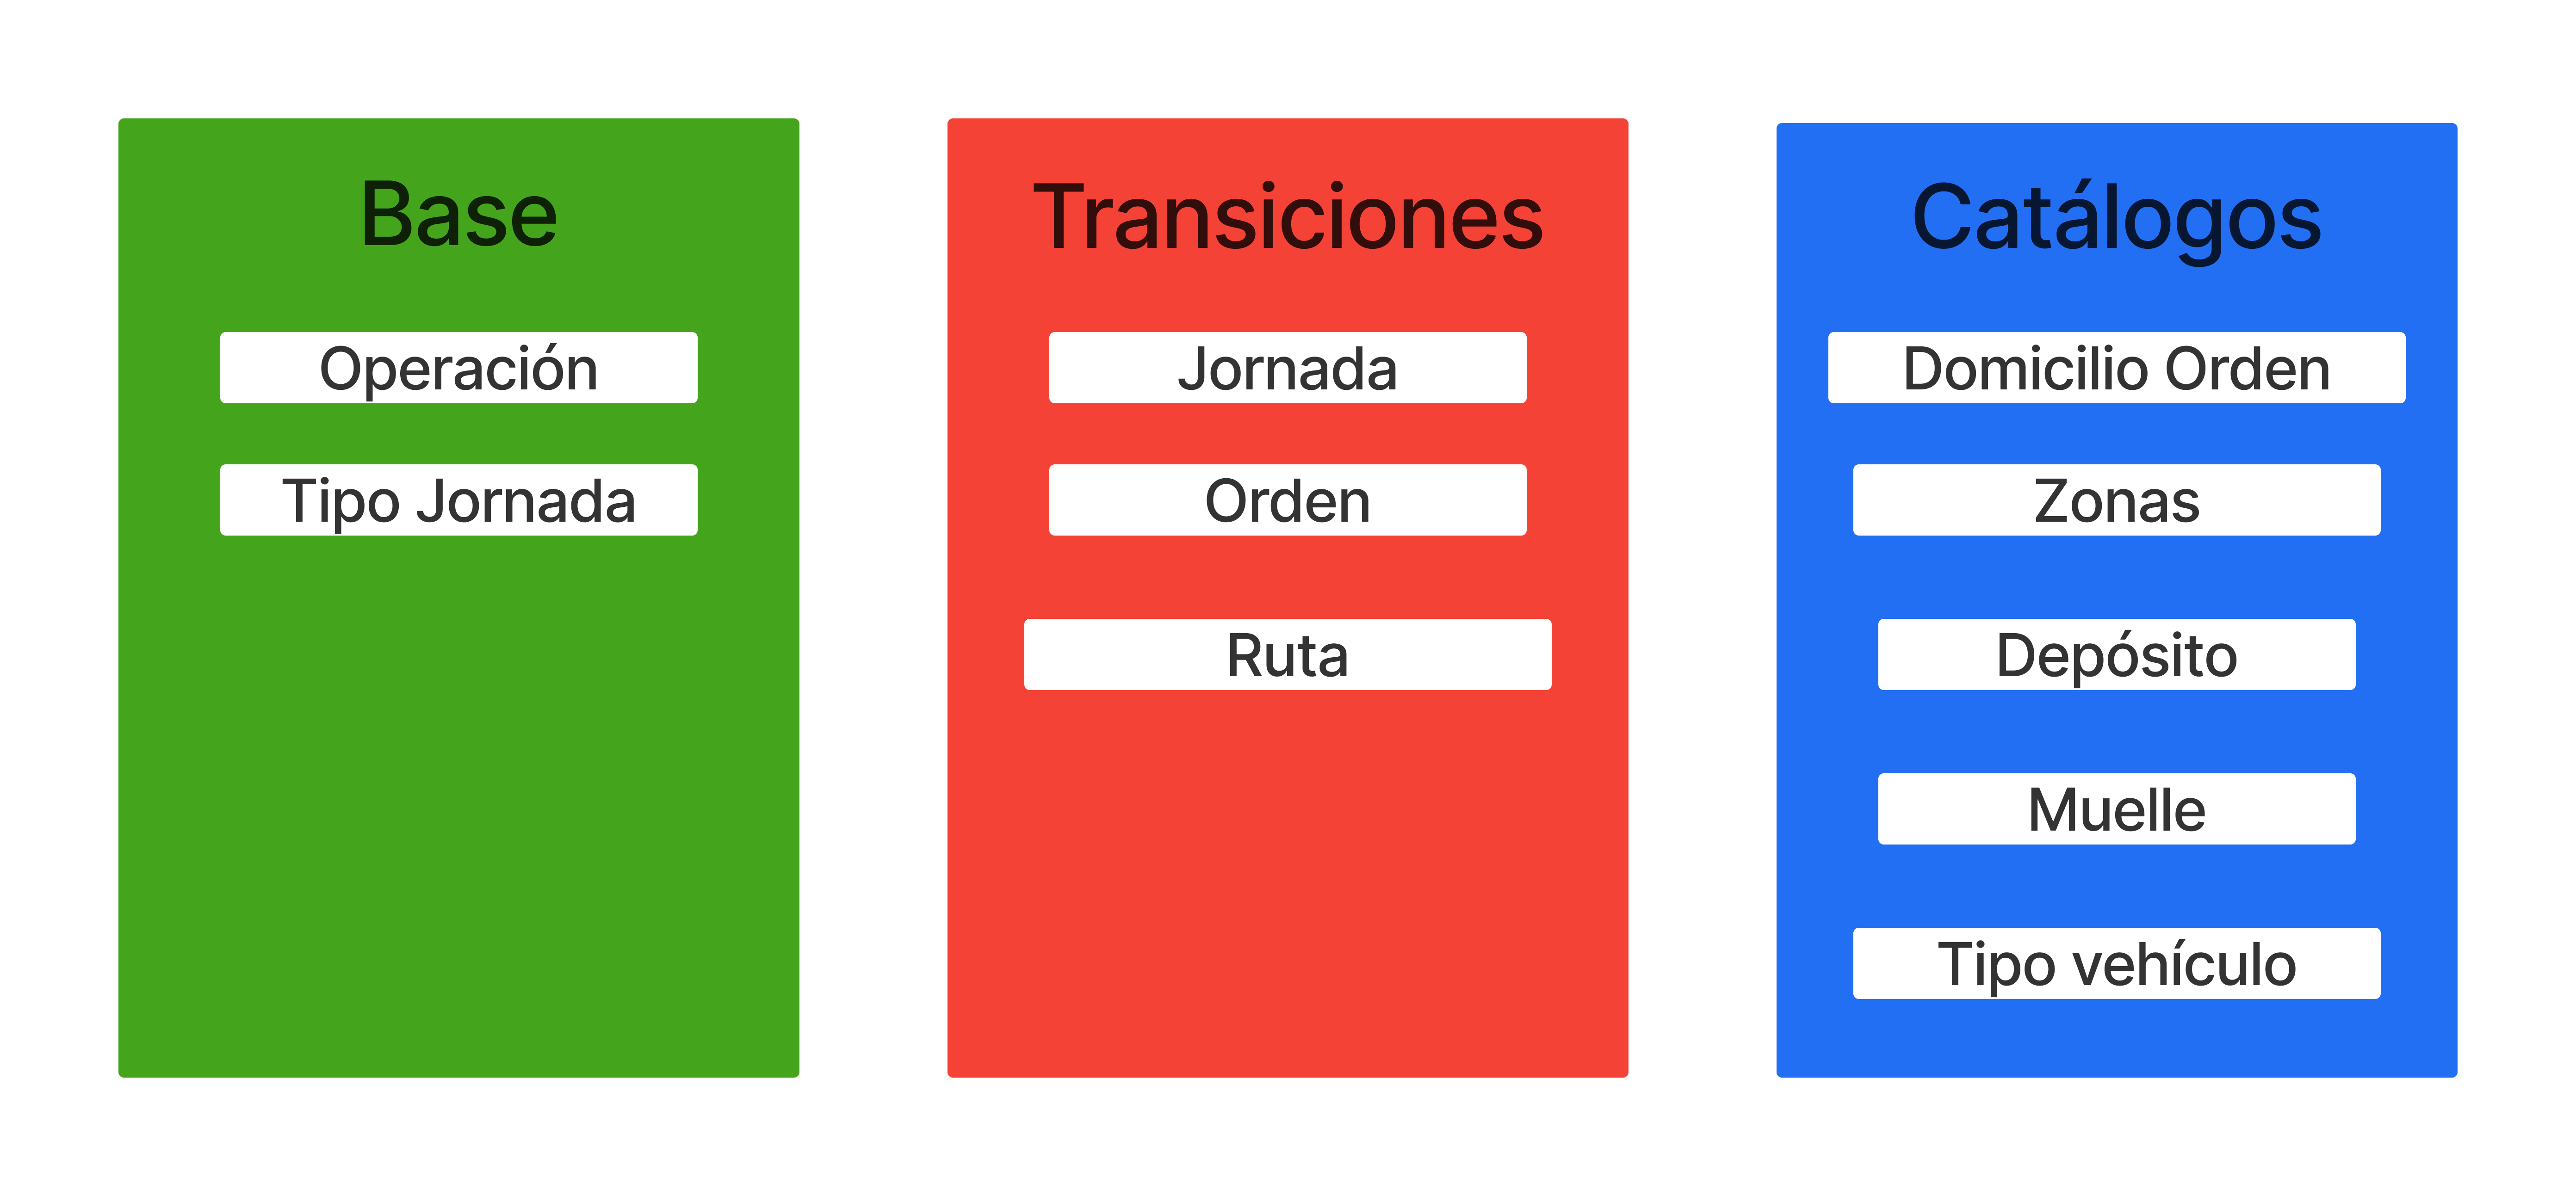 Base
Operación
Tipo Jornada
Transiciones
Jornada
Orden
Ruta
Catálogos
Domicilio Orden
Zonas
Depósito
Muelle
Tipo vehículo